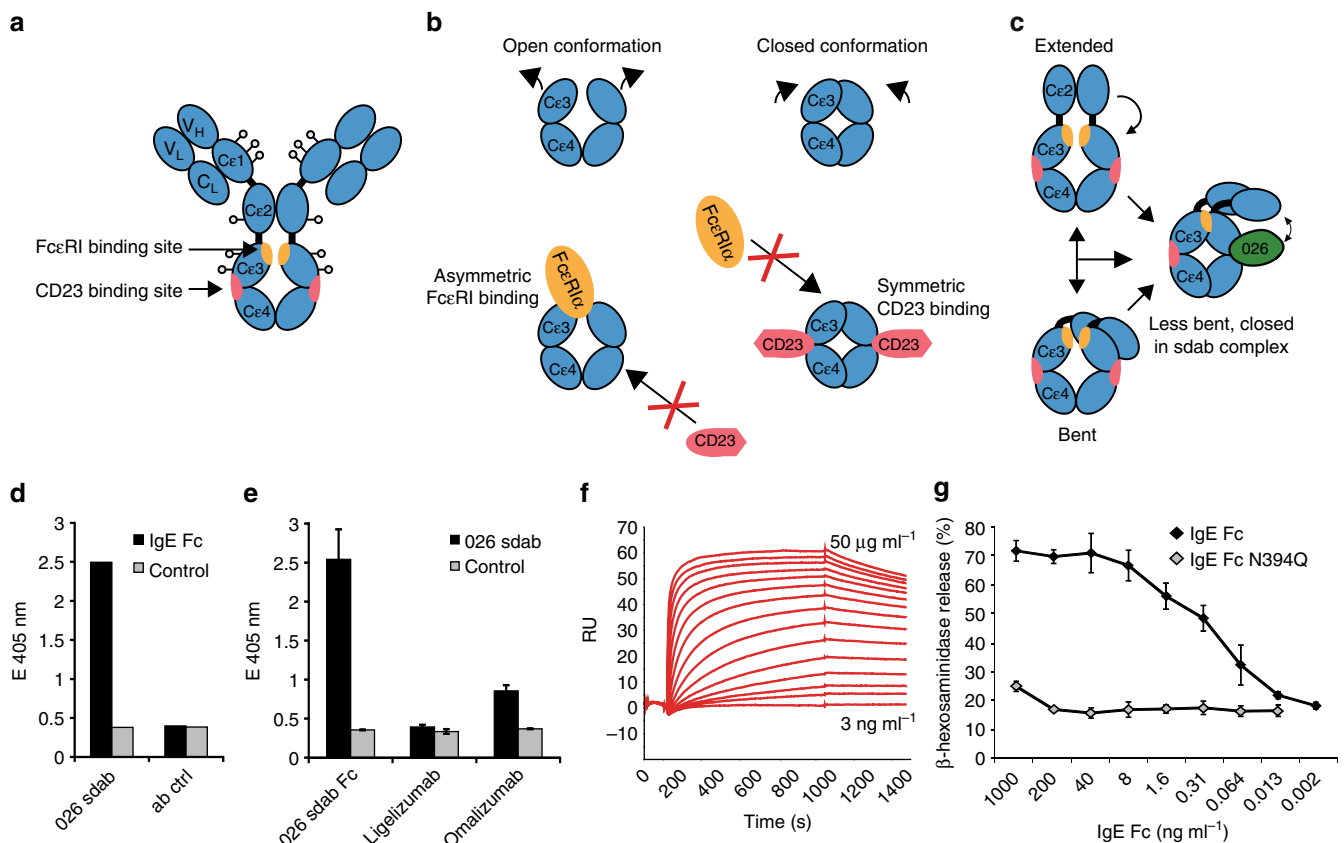 a
V_H
V_L
Cε1
C_L
Cε2
FcεRI binding site
Cε3
CD23 binding site
Cε4
b
Open conformation
Closed conformation
Cε3
Cε4
Cε3
Cε4
FcεRIα
Asymmetric
FcεRI binding
FcεRIα
Cε3
Cε4
CD23
Symmetric
CD23 binding
Cε3
CD23
CD23
Cε4
c
Extended
Cε2
Cε3
Cε4
Cε3
026
Cε4
Less bent, closed
in sdab complex
Cε3
Cε4
Bent
d
E 405 nm
3
2.5
2
1.5
1
0.5
0
IgE Fc
Control
026 sdab
ab ctrl
e
E 405 nm
3
2.5
2
1.5
1
0.5
0
026 sdab
Control
026 sdab Fc
Ligelizumab
Omalizumab
f
RU
70
60
50
40
30
20
10
0
−10
50 μg ml⁻¹
3 ng ml⁻¹
0
200
400
600
800
1000
1200
1400
Time (s)
g
β-hexosaminidase release (%)
80
70
60
50
40
30
20
10
0
IgE Fc
IgE Fc N394Q
1000
200
40
8
1.6
0.31
0.064
0.013
0.002
IgE Fc (ng ml⁻¹)